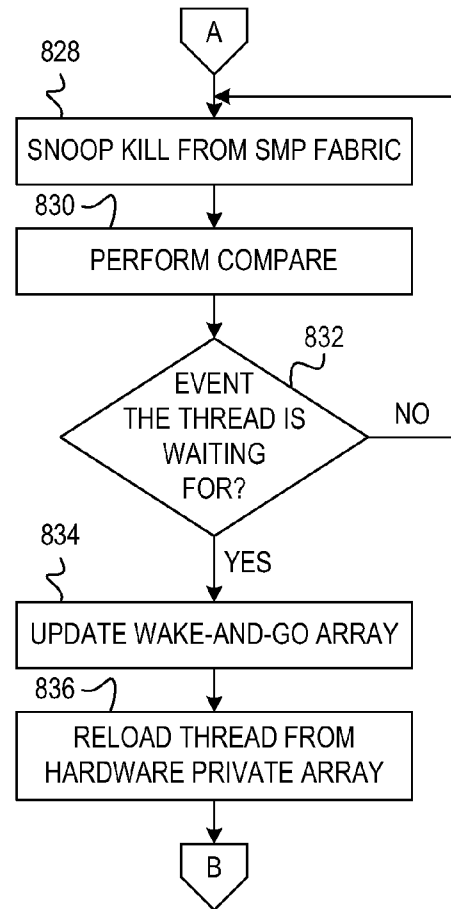 A
828
SNOOP KILL FROM SMP FABRIC
830
PERFORM COMPARE
832
EVENT
THE THREAD IS
WAITING
FOR?
NO
YES
834
UPDATE WAKE-AND-GO ARRAY
836
RELOAD THREAD FROM
HARDWARE PRIVATE ARRAY
B